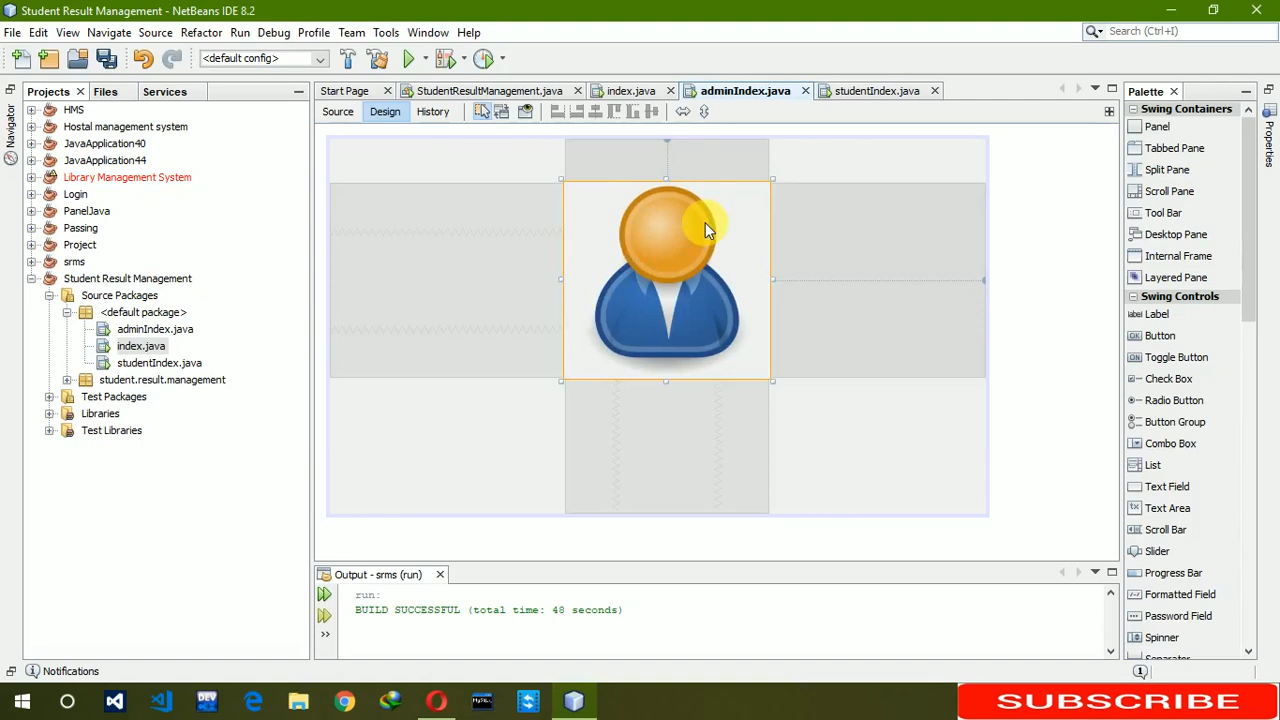 Student Result Management - NetBeans IDE 8.2
File Edit View Navigate Source Refactor Run Debug Profile Team Tools Window Help
Search (Ctrl+I)
<default config>
Projects Files Services
Start Page StudentResultManagement.java index.java adminIndex.java studentIndex.java
Palette
Navigator
Properties
Source Design History
HMS
Hostal management system
JavaApplication40
JavaApplication44
Library Management System
Login
PanelJava
Passing
Project
srms
Student Result Management
Source Packages
<default package>
adminIndex.java
index.java
studentIndex.java
student.result.management
Test Packages
Libraries
Test Libraries
Swing Containers
Panel
Tabbed Pane
Split Pane
Scroll Pane
Tool Bar
Desktop Pane
Internal Frame
Layered Pane
Swing Controls
Label
Button
Toggle Button
Check Box
Radio Button
Button Group
Combo Box
List
Text Field
Text Area
Scroll Bar
Slider
Progress Bar
Formatted Field
Password Field
Spinner
Separator
Output - srms (run)
run:
BUILD SUCCESSFUL (total time: 48 seconds)
Notifications
1
SUBSCRIBE